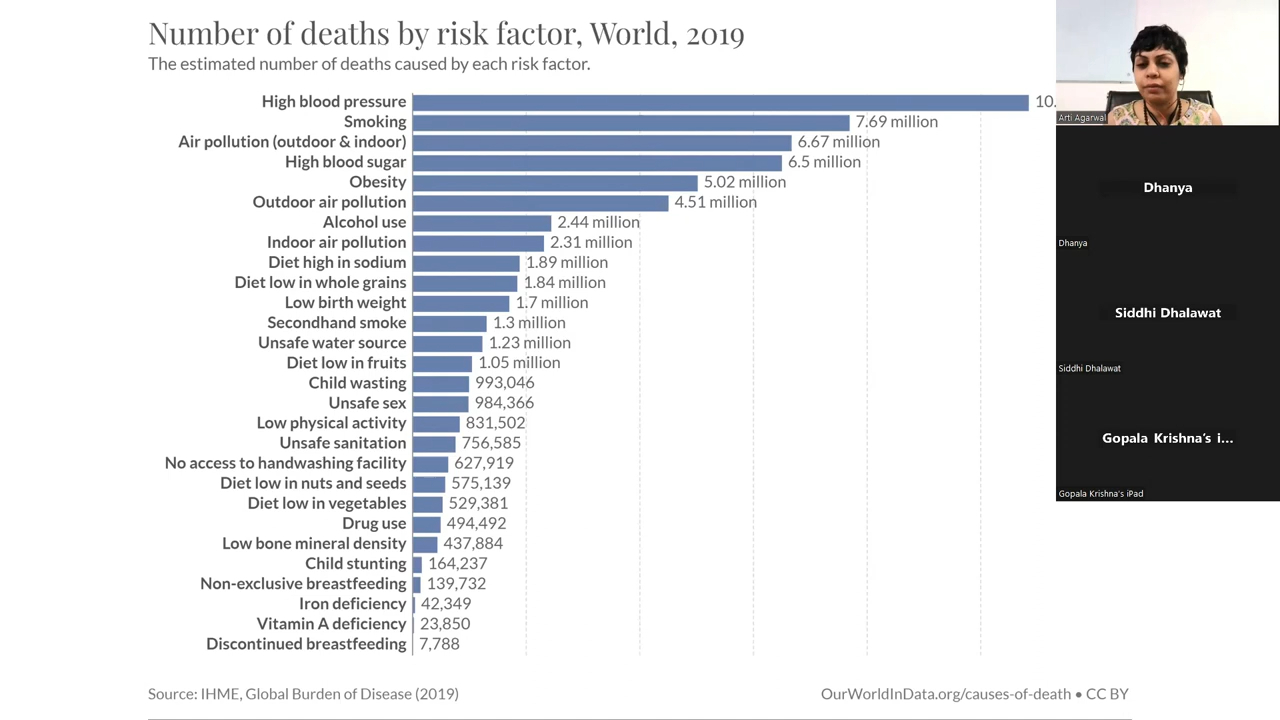 Number of deaths by risk factor, World, 2019
The estimated number of deaths caused by each risk factor.
High blood pressure 10.
Smoking 7.69 million
Air pollution (outdoor & indoor) 6.67 million
High blood sugar 6.5 million
Obesity 5.02 million
Outdoor air pollution 4.51 million
Alcohol use 2.44 million
Indoor air pollution 2.31 million
Diet high in sodium 1.89 million
Diet low in whole grains 1.84 million
Low birth weight 1.7 million
Secondhand smoke 1.3 million
Unsafe water source 1.23 million
Diet low in fruits 1.05 million
Child wasting 993,046
Unsafe sex 984,366
Low physical activity 831,502
Unsafe sanitation 756,585
No access to handwashing facility 627,919
Diet low in nuts and seeds 575,139
Diet low in vegetables 529,381
Drug use 494,492
Low bone mineral density 437,884
Child stunting 164,237
Non-exclusive breastfeeding 139,732
Iron deficiency 42,349
Vitamin A deficiency 23,850
Discontinued breastfeeding 7,788
Source: IHME, Global Burden of Disease (2019)
OurWorldInData.org/causes-of-death • CC BY
Arti Agarwal
Dhanya
Dhanya
Siddhi Dhalawat
Siddhi Dhalawat
Gopala Krishna's i...
Gopala Krishna's iPad